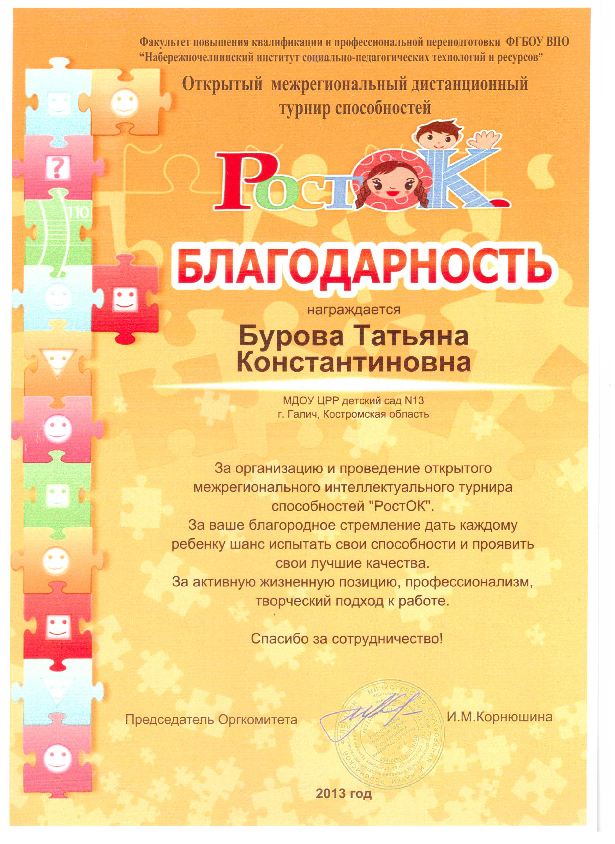 Факультет повышения квалификации и профессиональной переподготовки ФГБОУ ВПО
"Набережночелнинский институт социально-педагогических технологий и ресурсов"
Открытый межрегиональный дистанционный
турнир способностей
РостОК.
БЛАГОДАРНОСТЬ
награждается
Бурова Татьяна
Константиновна
МДОУ ЦРР детский сад N13
г. Галич, Костромская область
За организацию и проведение открытого
межрегионального интеллектуального турнира
способностей "РостОК".
За ваше благородное стремление дать каждому
ребенку шанс испытать свои способности и проявить
свои лучшие качества.
За активную жизненную позицию, профессионализм,
творческий подход к работе.
Спасибо за сотрудничество!
Председатель Оргкомитета
И.М.Корнюшина
2013 год
?
110